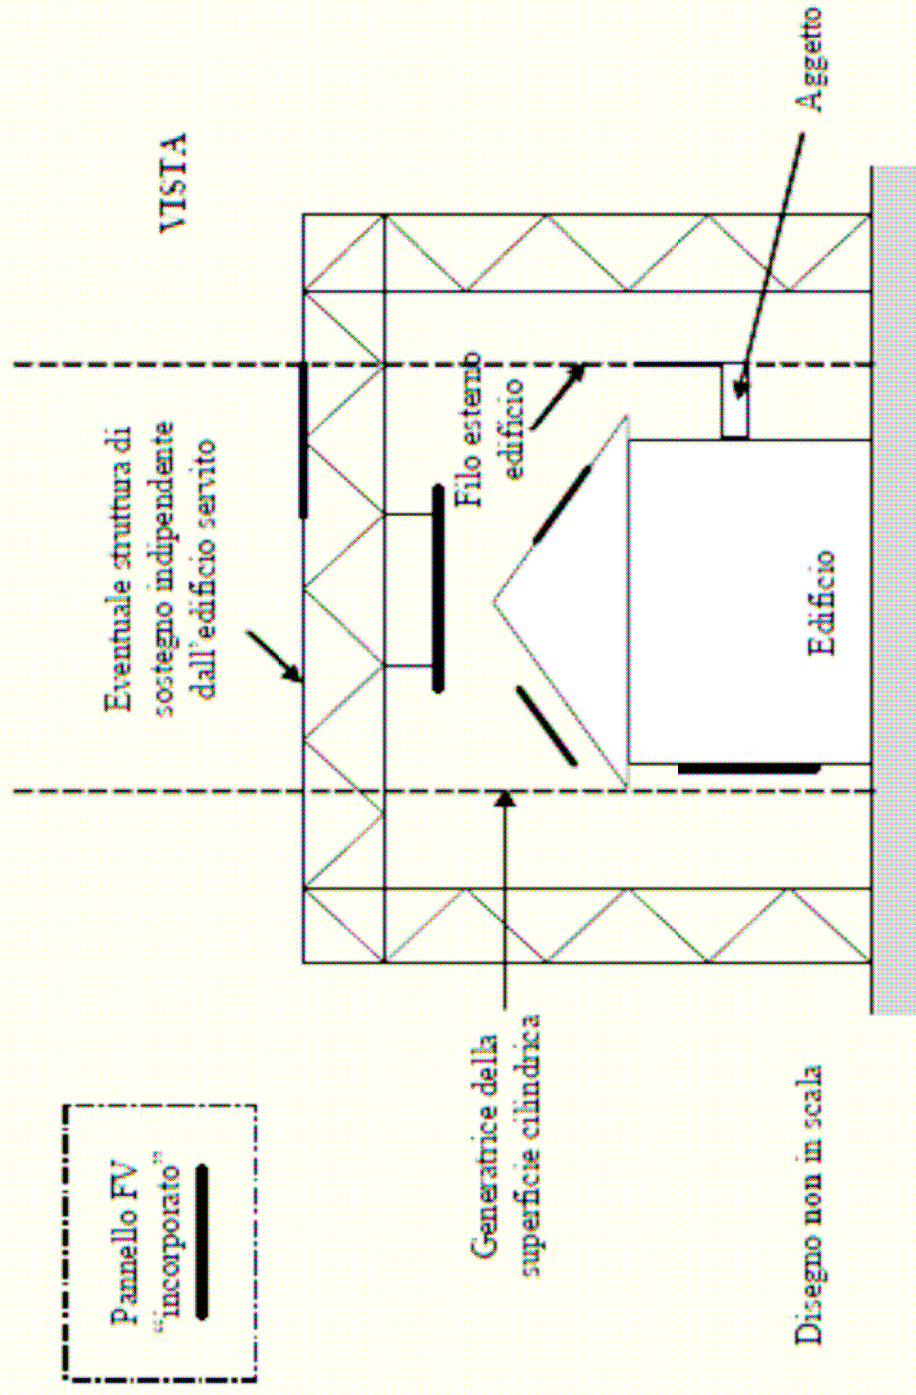 Pannello FV
“incorporato”
Eventuale struttura di
sostegno indipendente
dall'edificio servito
VISTA
Generatrice della
superficie cilindrica
Filo esterno
edificio
Aggetto
Edificio
Disegno non in scala